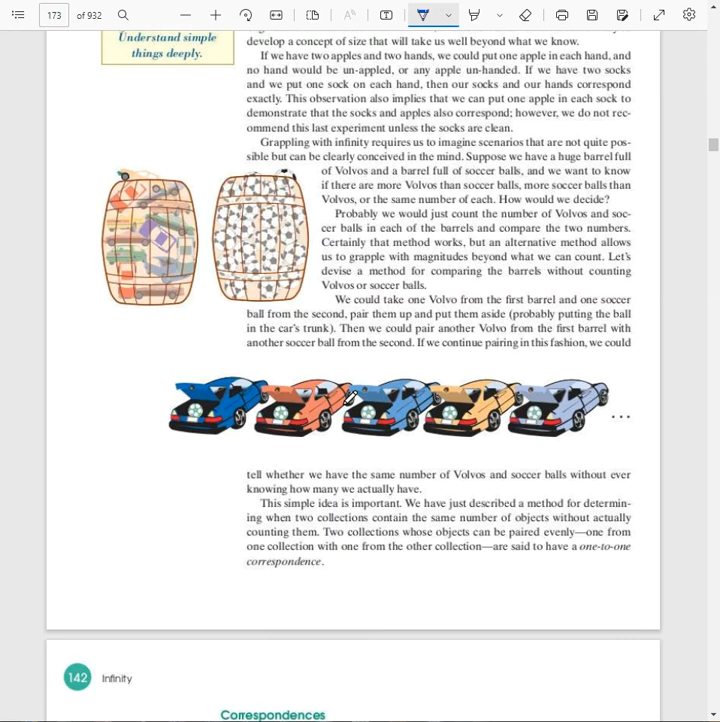 173 of 932
Understand simple
things deeply.
develop a concept of size that will take us well beyond what we know.
If we have two apples and two hands, we could put one apple in each hand, and
no hand would be un-appled, or any apple un-handed. If we have two socks
and we put one sock on each hand, then our socks and our hands correspond
exactly. This observation also implies that we can put one apple in each sock to
demonstrate that the socks and apples also correspond; however, we do not rec-
ommend this last experiment unless the socks are clean.
Grappling with infinity requires us to imagine scenarios that are not quite pos-
sible but can be clearly conceived in the mind. Suppose we have a huge barrel full
of Volvos and a barrel full of soccer balls, and we want to know
if there are more Volvos than soccer balls, more soccer balls than
Volvos, or the same number of each. How would we decide?
Probably we would just count the number of Volvos and soc-
cer balls in each of the barrels and compare the two numbers.
Certainly that method works, but an alternative method allows
us to grapple with magnitudes beyond what we can count. Let's
devise a method for comparing the barrels without counting
Volvos or soccer balls.
We could take one Volvo from the first barrel and one soccer
ball from the second, pair them up and put them aside (probably putting the ball
in the car's trunk). Then we could pair another Volvo from the first barrel with
another soccer ball from the second. If we continue pairing in this fashion, we could
...
tell whether we have the same number of Volvos and soccer balls without ever
knowing how many we actually have.
This simple idea is important. We have just described a method for determin-
ing when two collections contain the same number of objects without actually
counting them. Two collections whose objects can be paired evenly—one from
one collection with one from the other collection—are said to have a one-to-one
correspondence.
142 Infinity
Correspondences